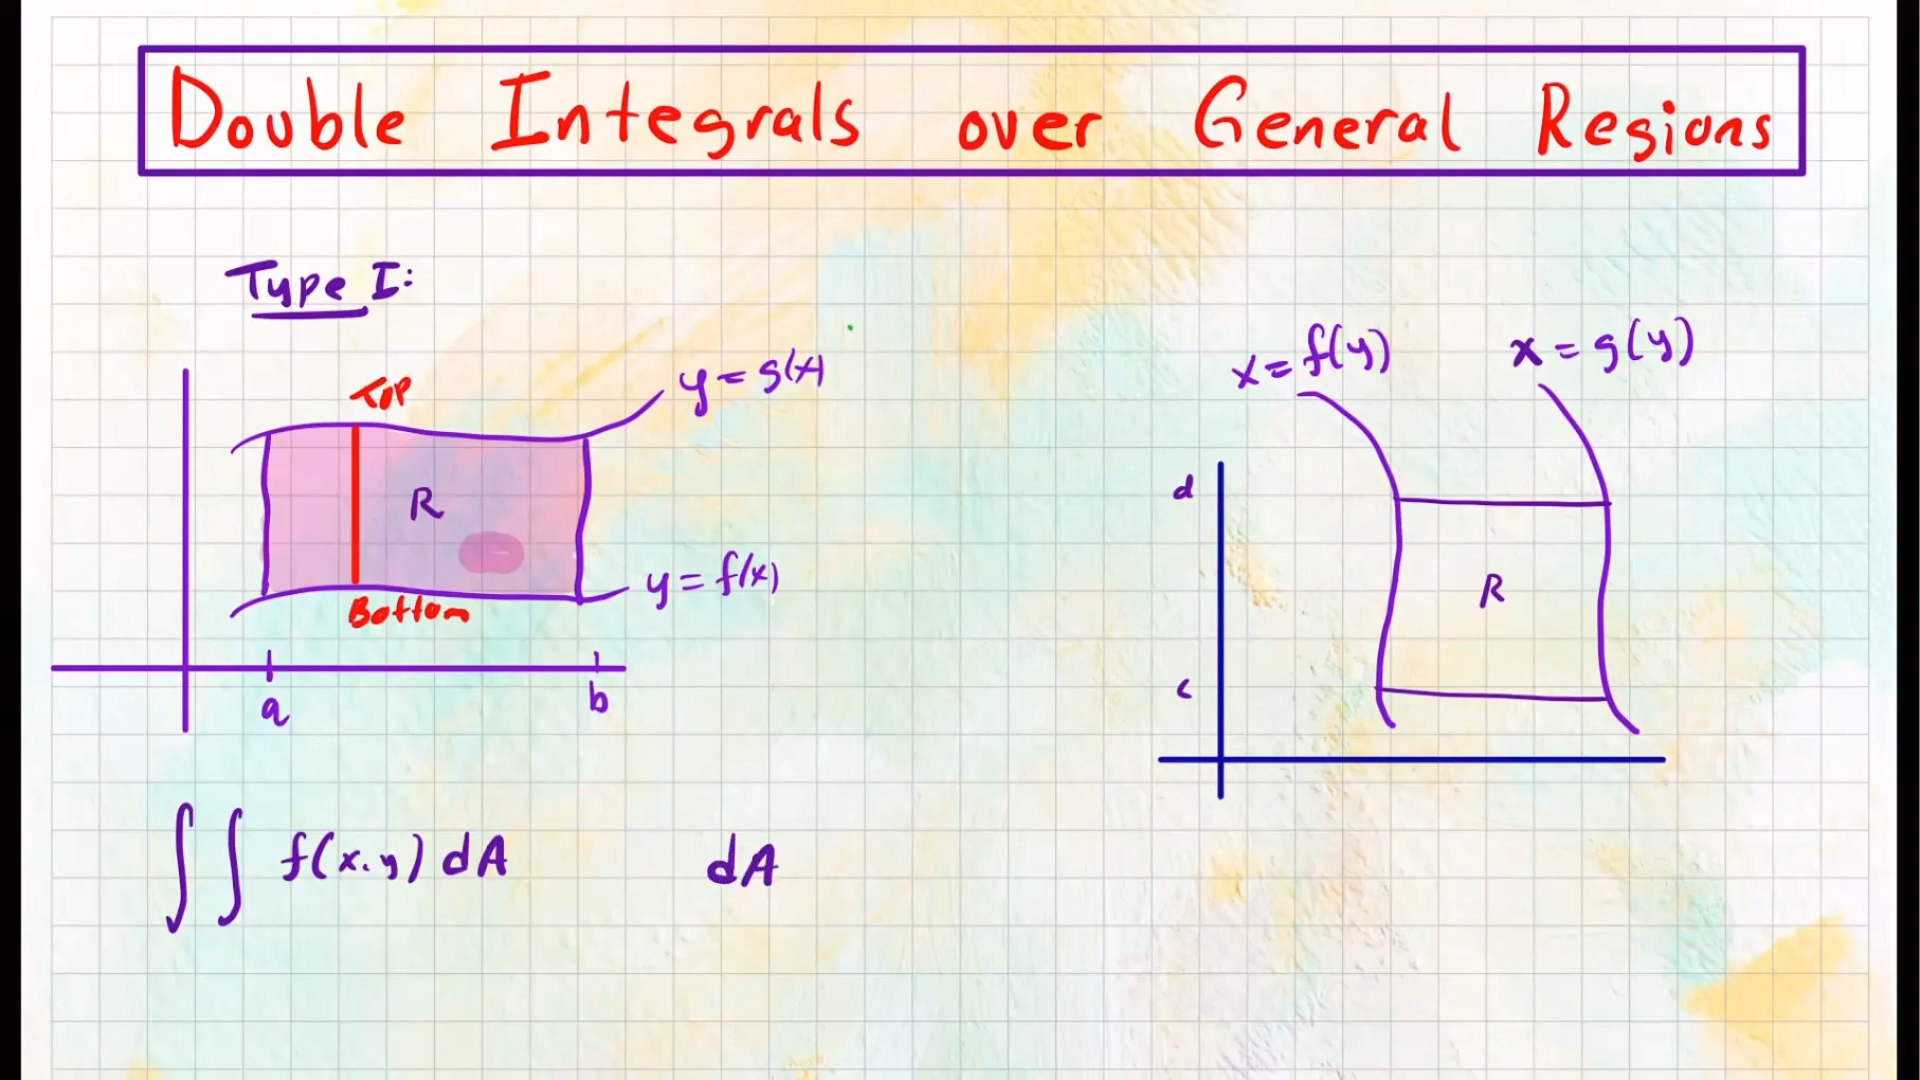 Double Integrals over General Regions
Type I:
Top
y = g(x)
R
y = f(x)
Bottom
a
b
∫∫ f(x,y) dA
dA
x = f(y)
x = g(y)
d
R
c